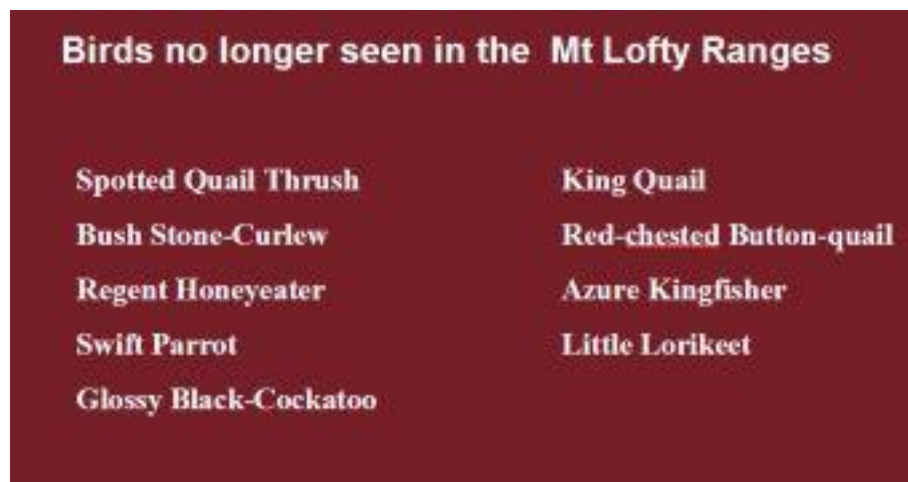 Birds no longer seen in the Mt Lofty Ranges
Spotted Quail Thrush
Bush Stone-Curlew
Regent Honeyeater
Swift Parrot
Glossy Black-Cockatoo
King Quail
Red-chested Button-quail
Azure Kingfisher
Little Lorikeet